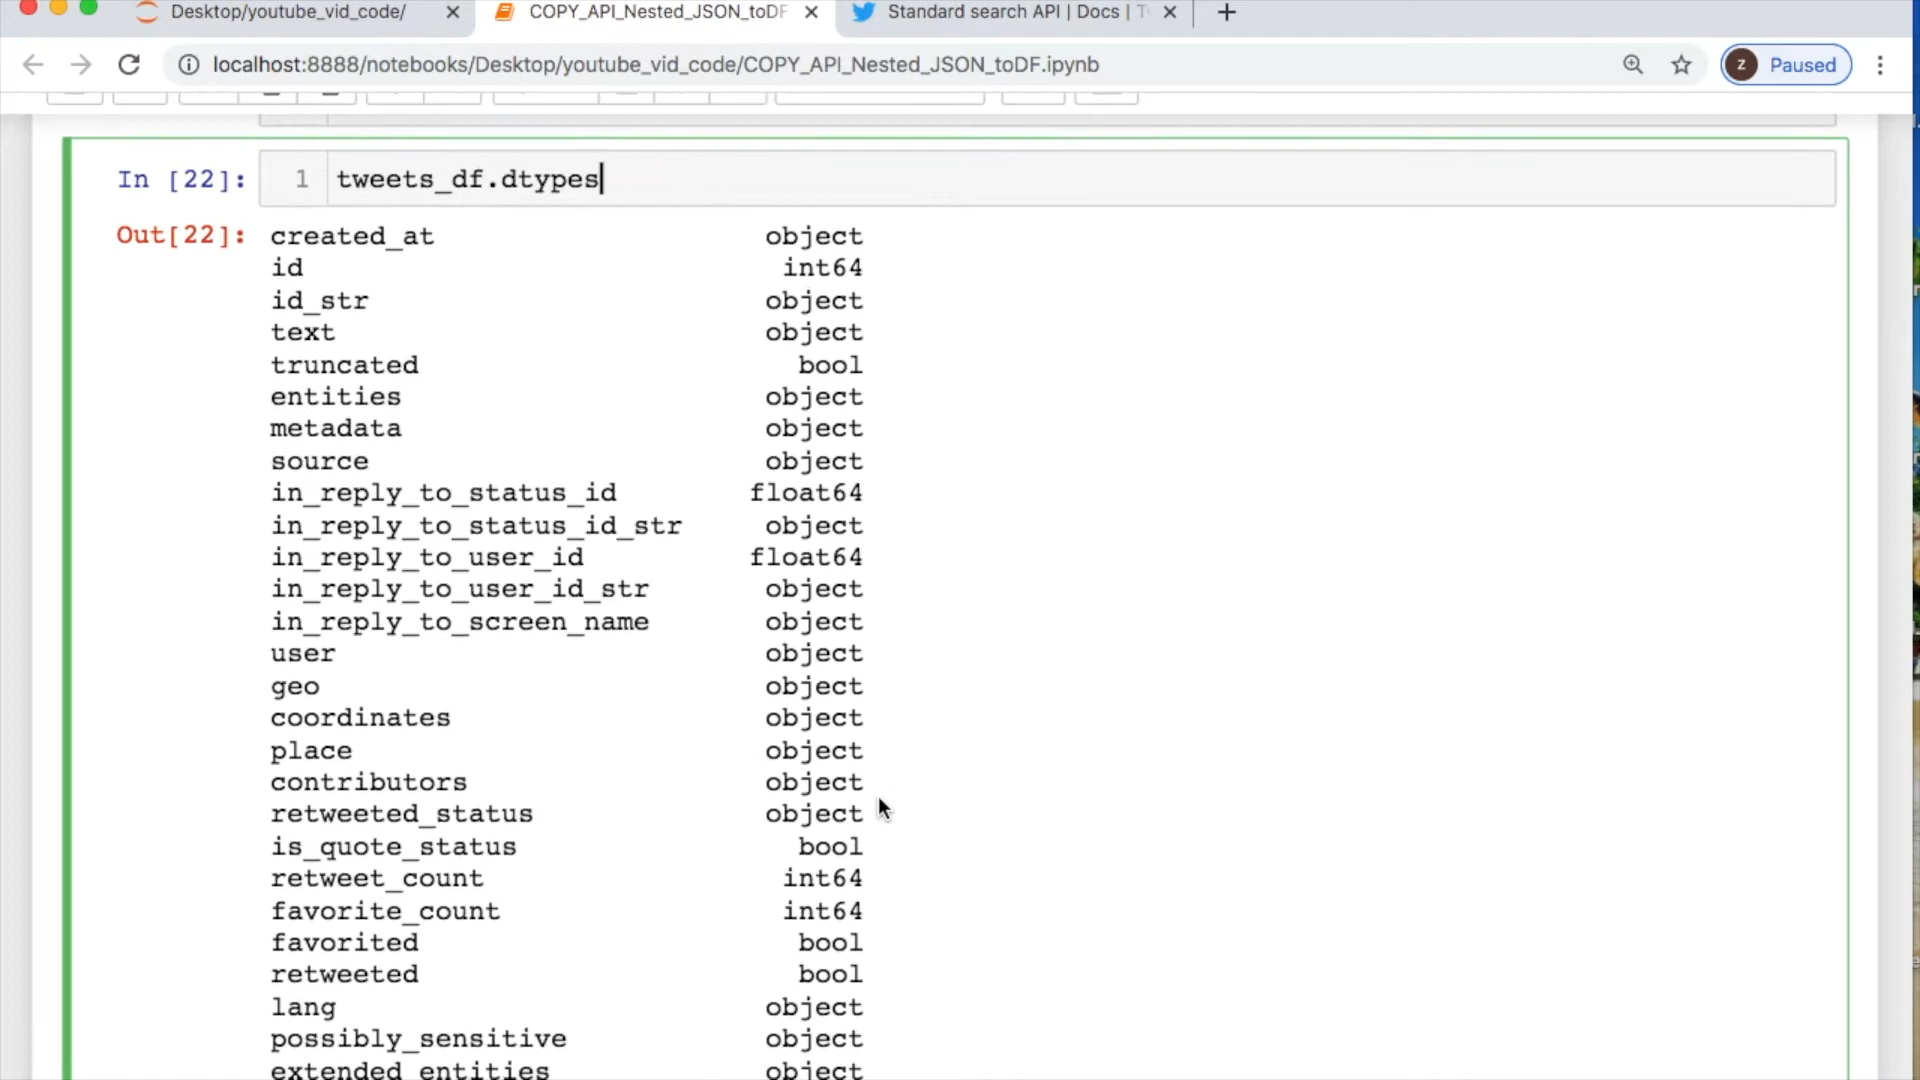 Desktop/youtube_vid_code/ COPY_API_Nested_JSON_toDF Standard search API | Docs |
localhost:8888/notebooks/Desktop/youtube_vid_code/COPY_API_Nested_JSON_toDF.ipynb z Paused
In [22]: 1 tweets_df.dtypes
Out[22]: created_at object
id int64
id_str object
text object
truncated bool
entities object
metadata object
source object
in_reply_to_status_id float64
in_reply_to_status_id_str object
in_reply_to_user_id float64
in_reply_to_user_id_str object
in_reply_to_screen_name object
user object
geo object
coordinates object
place object
contributors object
retweeted_status object
is_quote_status bool
retweet_count int64
favorite_count int64
favorited bool
retweeted bool
lang object
possibly_sensitive object
extended_entities object